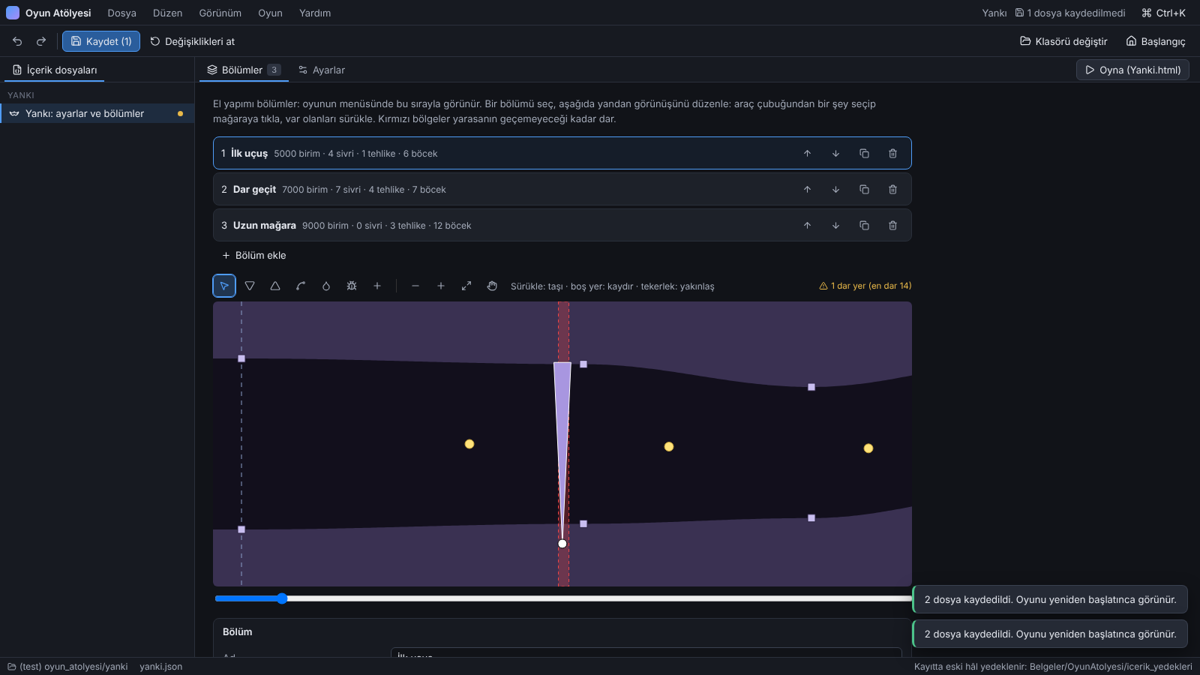 Oyun Atölyesi Dosya Düzen Görünüm Oyun Yardım Yankı 1 dosya kaydedilmedi ⌘ Ctrl+K
Kaydet (1) Değişiklikleri at Klasörü değiştir Başlangıç
İçerik dosyaları Bölümler 3 Ayarlar Oyna (Yanki.html)
YANKI
Yankı: ayarlar ve bölümler
El yapımı bölümler: oyunun menüsünde bu sırayla görünür. Bir bölümü seç, aşağıda yandan görünüşünü düzenle: araç çubuğundan bir şey seçip
mağaraya tıkla, var olanları sürükle. Kırmızı bölgeler yarasanın geçemeyeceği kadar dar.
1 İlk uçuş 5000 birim · 4 sivri · 1 tehlike · 6 böcek
2 Dar geçit 7000 birim · 7 sivri · 4 tehlike · 7 böcek
3 Uzun mağara 9000 birim · 0 sivri · 3 tehlike · 12 böcek
+ Bölüm ekle
Sürükle: taşı · boş yer: kaydır · tekerlek: yakınlaş 1 dar yer (en dar 14)
2 dosya kaydedildi. Oyunu yeniden başlatınca görünür.
2 dosya kaydedildi. Oyunu yeniden başlatınca görünür.
Bölüm
(test) oyun_atolyesi/yanki yanki.json Kayıtta eski hâl yedeklenir: Belgeler/OyunAtolyesi/icerik_yedekleri